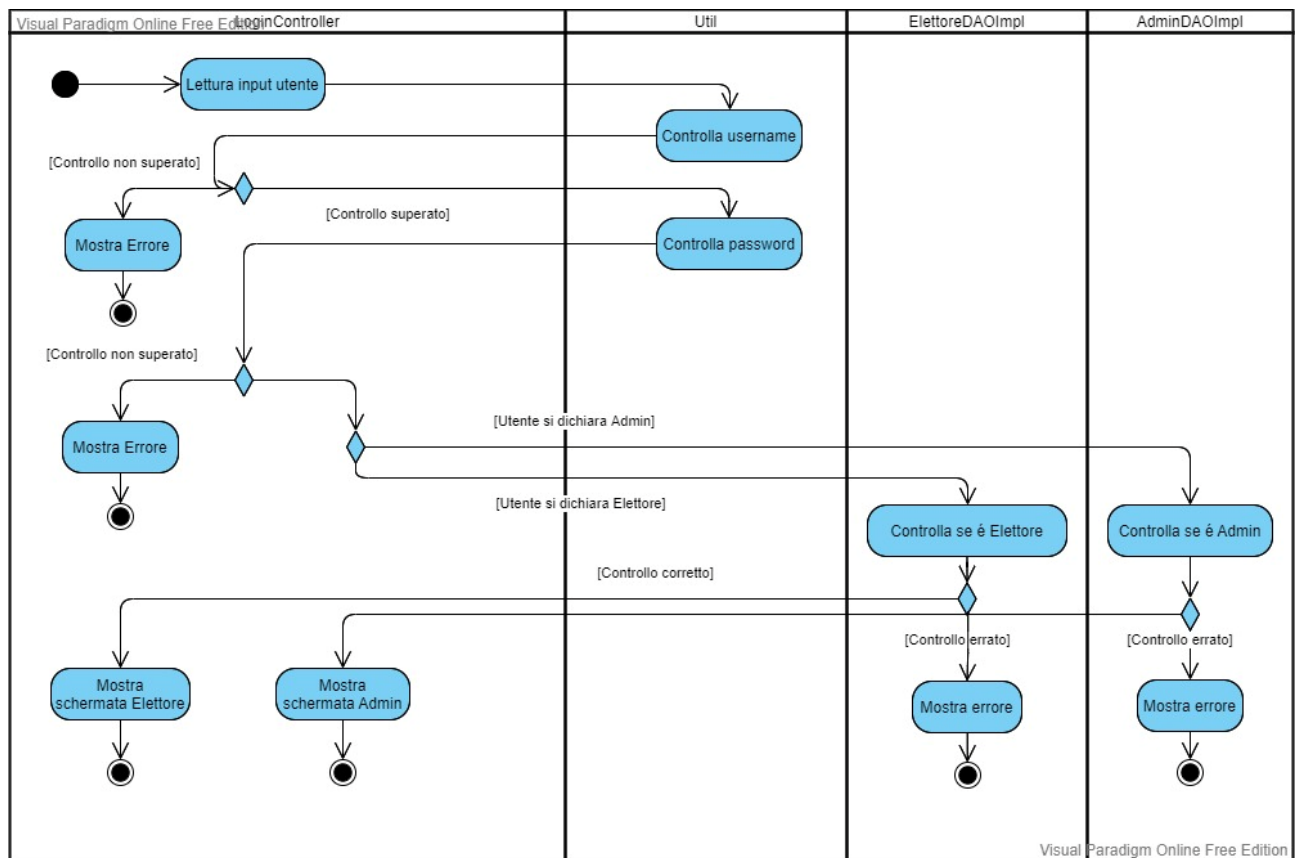 Visual Paradigm Online Free Edition
LoginController
Util
ElettoreDAOImpl
AdminDAOImpl
Lettura input utente
Controlla username
[Controllo non superato]
[Controllo superato]
Mostra Errore
Controlla password
[Controllo non superato]
[Utente si dichiara Admin]
Mostra Errore
[Utente si dichiara Elettore]
Controlla se é Elettore
Controlla se é Admin
[Controllo corretto]
[Controllo errato]
[Controllo errato]
Mostra
schermata Elettore
Mostra
schermata Admin
Mostra errore
Mostra errore
Visual Paradigm Online Free Edition